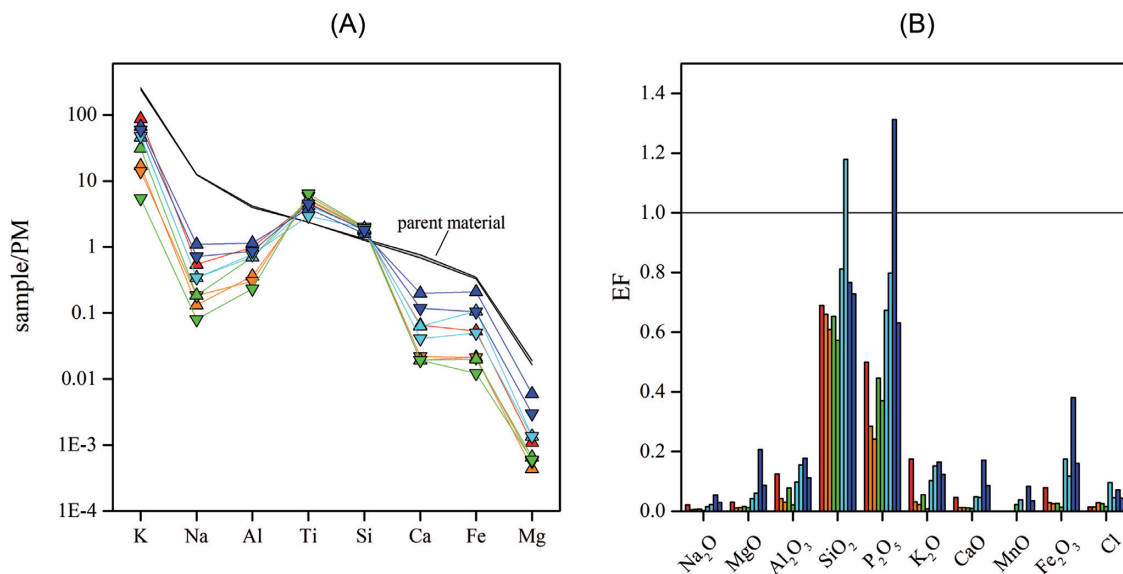 (A)
(B)
sample/PM
100
10
1
0.1
0.01
1E-3
1E-4
parent material
K Na Al Ti Si Ca Fe Mg
EF
1.4
1.2
1.0
0.8
0.6
0.4
0.2
0.0
Na₂O MgO Al₂O₃ SiO₂ P₂O₅ K₂O CaO MnO Fe₂O₃ Cl